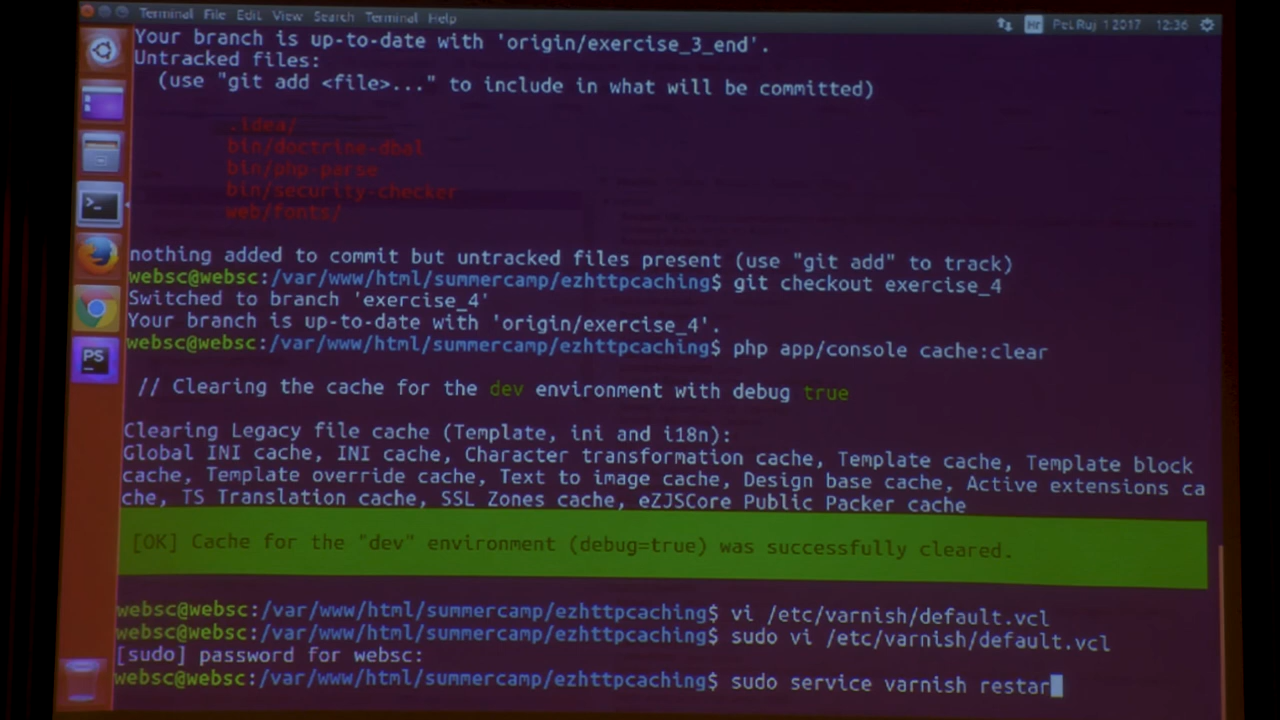 Terminal File Edit View Search Terminal Help
Hr Pet Ruj 1 2017 12:36
Your branch is up-to-date with 'origin/exercise_3_end'.
Untracked files:
(use "git add <file>..." to include in what will be committed)
.idea/
bin/doctrine-dbal
bin/php-parse
bin/security-checker
web/fonts/
nothing added to commit but untracked files present (use "git add" to track)
websc@websc:/var/www/html/summercamp/ezhttpcaching$ git checkout exercise_4
Switched to branch 'exercise_4'
Your branch is up-to-date with 'origin/exercise_4'.
websc@websc:/var/www/html/summercamp/ezhttpcaching$ php app/console cache:clear
// Clearing the cache for the dev environment with debug true
Clearing Legacy file cache (Template, ini and i18n):
Global INI cache, INI cache, Character transformation cache, Template cache, Template block
cache, Template override cache, Text to image cache, Design base cache, Active extensions ca
che, TS Translation cache, SSL Zones cache, eZJSCore Public Packer cache
[OK] Cache for the "dev" environment (debug=true) was successfully cleared.
websc@websc:/var/www/html/summercamp/ezhttpcaching$ vi /etc/varnish/default.vcl
websc@websc:/var/www/html/summercamp/ezhttpcaching$ sudo vi /etc/varnish/default.vcl
[sudo] password for websc:
websc@websc:/var/www/html/summercamp/ezhttpcaching$ sudo service varnish restar
PS